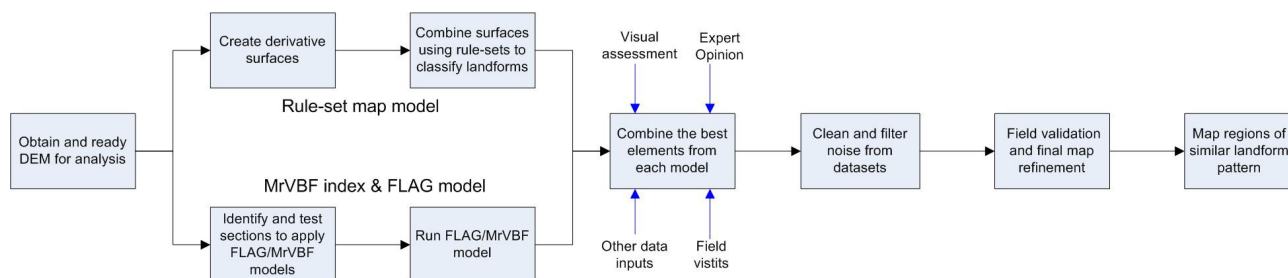 Obtain and ready
DEM for analysis
Create derivative
surfaces
Combine surfaces
using rule-sets to
classify landforms
Rule-set map model
MrVBF index & FLAG model
Identify and test
sections to apply
FLAG/MrVBF
models
Run FLAG/MrVBF
model
Visual
assessment
Expert
Opinion
Combine the best
elements from
each model
Other data
inputs
Field
vistits
Clean and filter
noise from
datasets
Field validation
and final map
refinement
Map regions of
similar landform
pattern